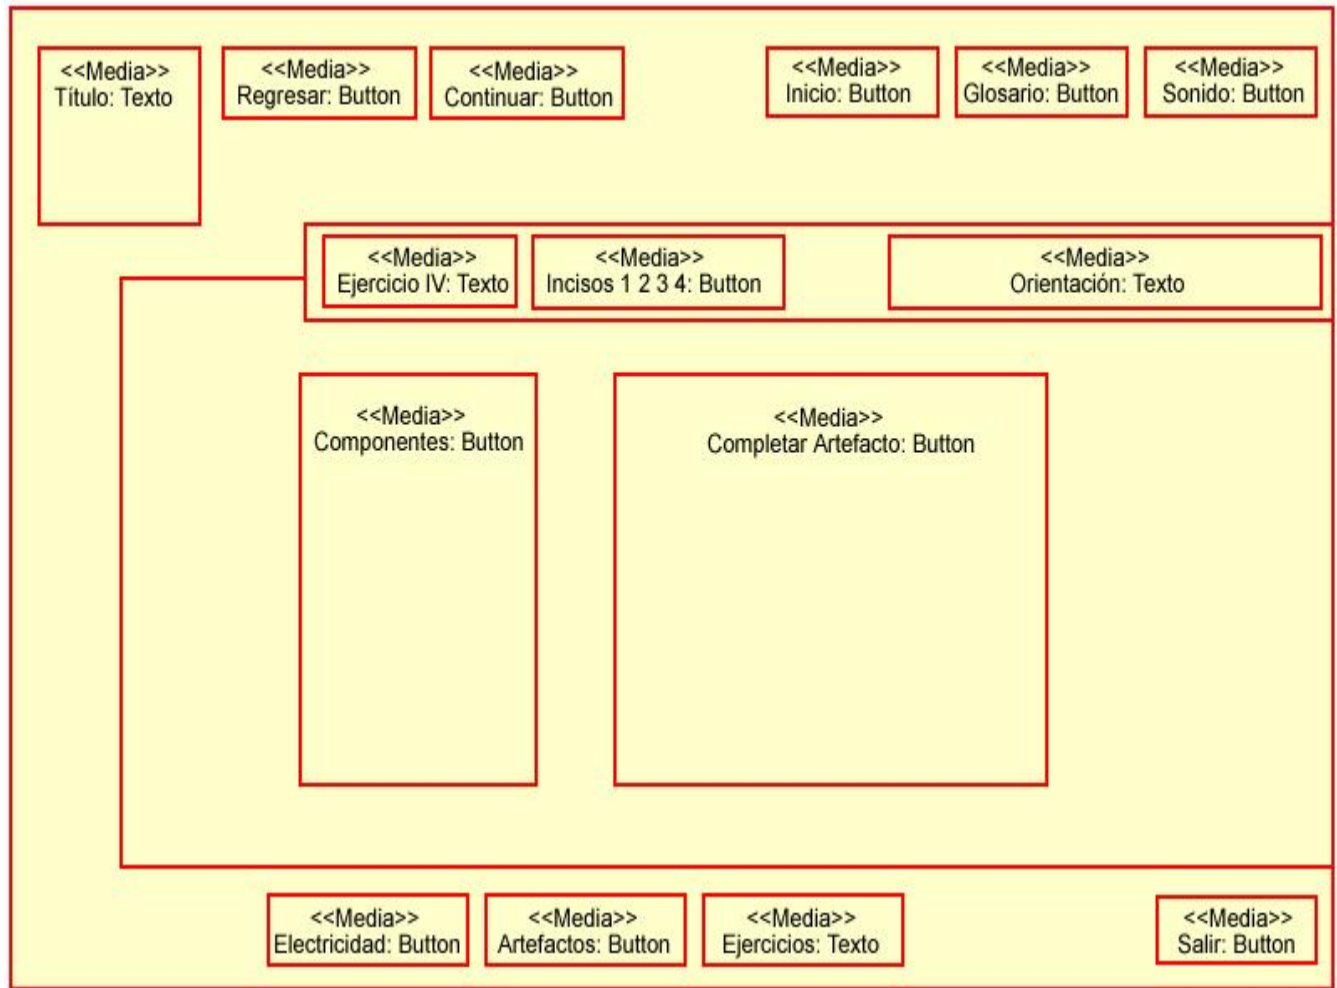 <<Media>>
Título: Texto
<<Media>>
Regresar: Button
<<Media>>
Continuar: Button
<<Media>>
Inicio: Button
<<Media>>
Glosario: Button
<<Media>>
Sonido: Button
<<Media>>
Ejercicio IV: Texto
<<Media>>
Incisos 1 2 3 4: Button
<<Media>>
Orientación: Texto
<<Media>>
Componentes: Button
<<Media>>
Completar Artefacto: Button
<<Media>>
Electricidad: Button
<<Media>>
Artefactos: Button
<<Media>>
Ejercicios: Texto
<<Media>>
Salir: Button